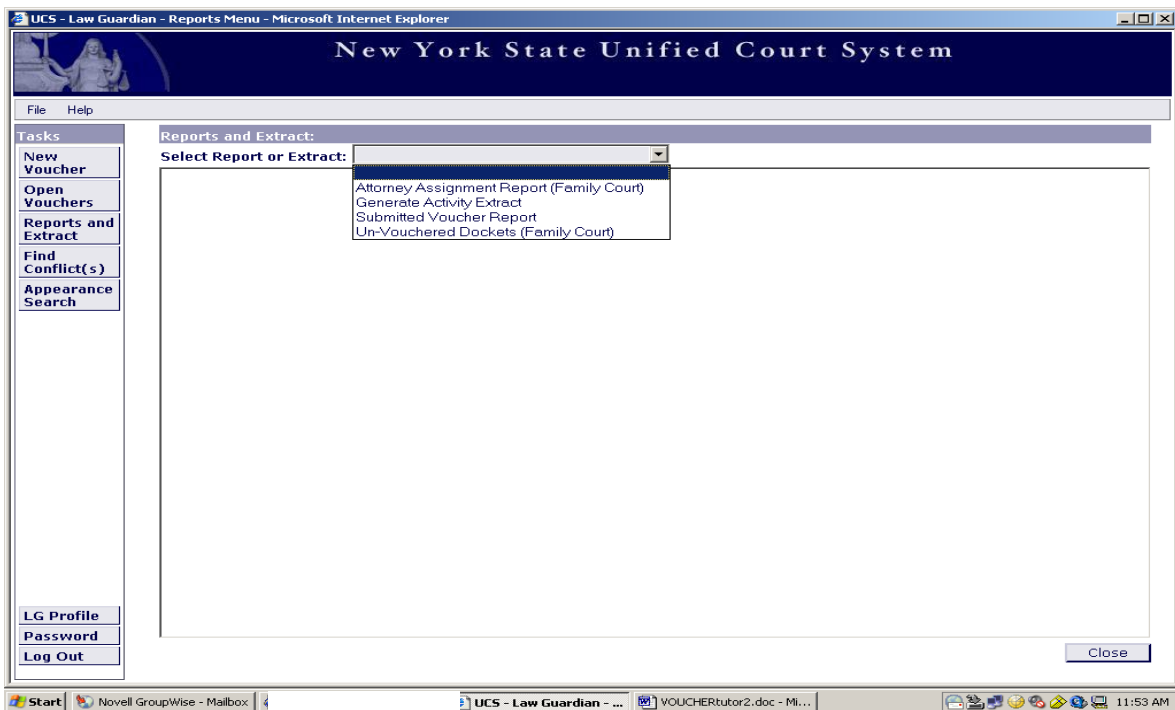 UCS - Law Guardian - Reports Menu - Microsoft Internet Explorer
New York State Unified Court System
File Help
Tasks
New Voucher
Open Vouchers
Reports and Extract
Find Conflict(s)
Appearance Search
LG Profile
Password
Log Out
Reports and Extract:
Select Report or Extract:
Attorney Assignment Report (Family Court)
Generate Activity Extract
Submitted Voucher Report
Un-Vouchered Dockets (Family Court)
Close
Start Novell GroupWise - Mailbox UCS - Law Guardian - ... VOUCHERtutor2.doc - Mi... 11:53 AM